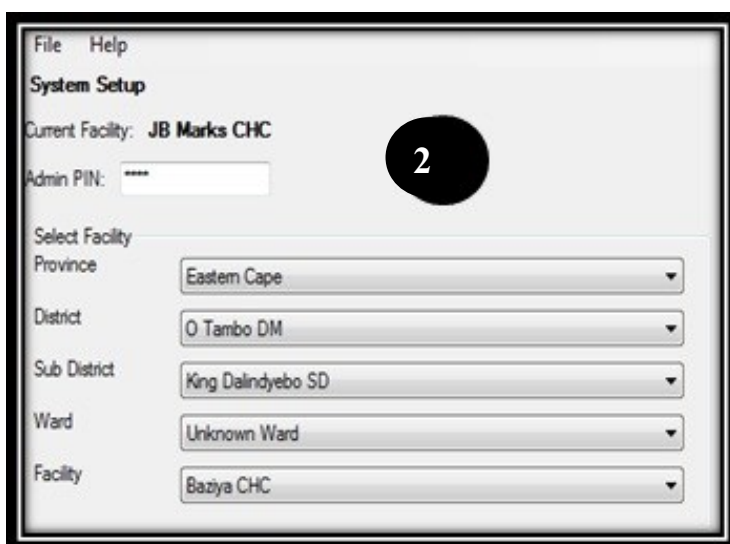 File Help
System Setup
Current Facility: JB Marks CHC
2
Admin PIN: ****
Select Facility
Province Eastern Cape
District O Tambo DM
Sub District King Dalindyebo SD
Ward Unknown Ward
Facility Baziya CHC